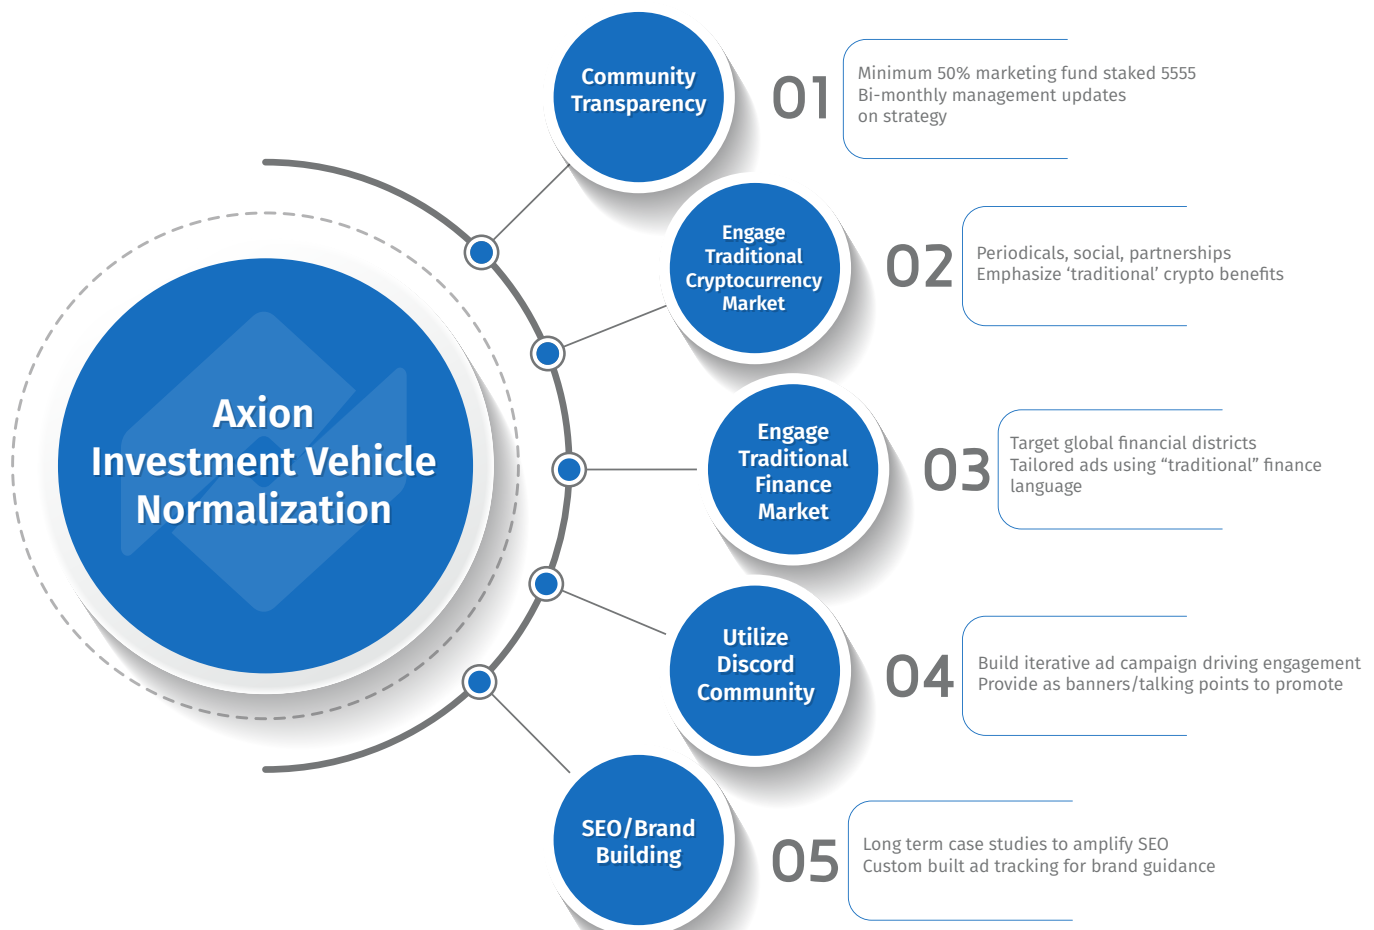 Axion
Investment Vehicle
Normalization
Community
Transparency
01
Minimum 50% marketing fund staked 5555
Bi-monthly management updates
on strategy
Engage
Traditional
Cryptocurrency
Market
02
Periodicals, social, partnerships
Emphasize ‘traditional’ crypto benefits
Engage
Traditional
Finance
Market
03
Target global financial districts
Tailored ads using “traditional” finance
language
Utilize
Discord
Community
04
Build iterative ad campaign driving engagement
Provide as banners/talking points to promote
SEO/Brand
Building
05
Long term case studies to amplify SEO
Custom built ad tracking for brand guidance